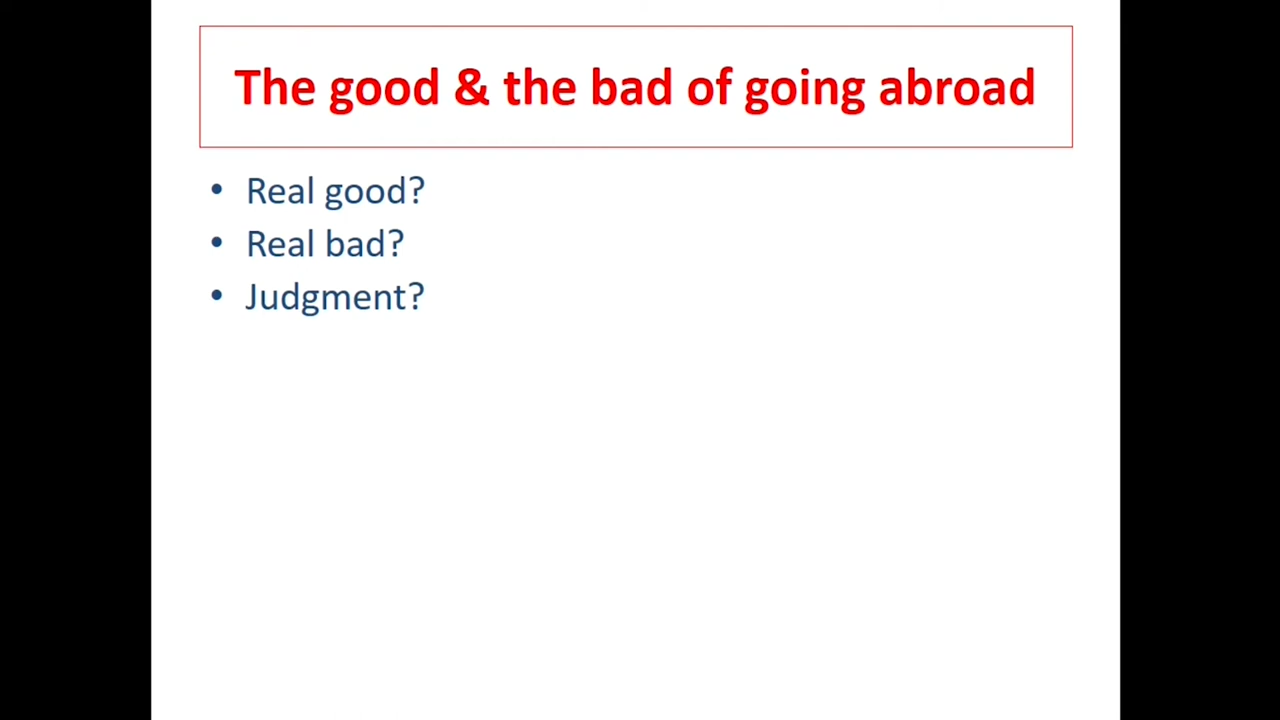 The good & the bad of going abroad
• Real good?
• Real bad?
• Judgment?